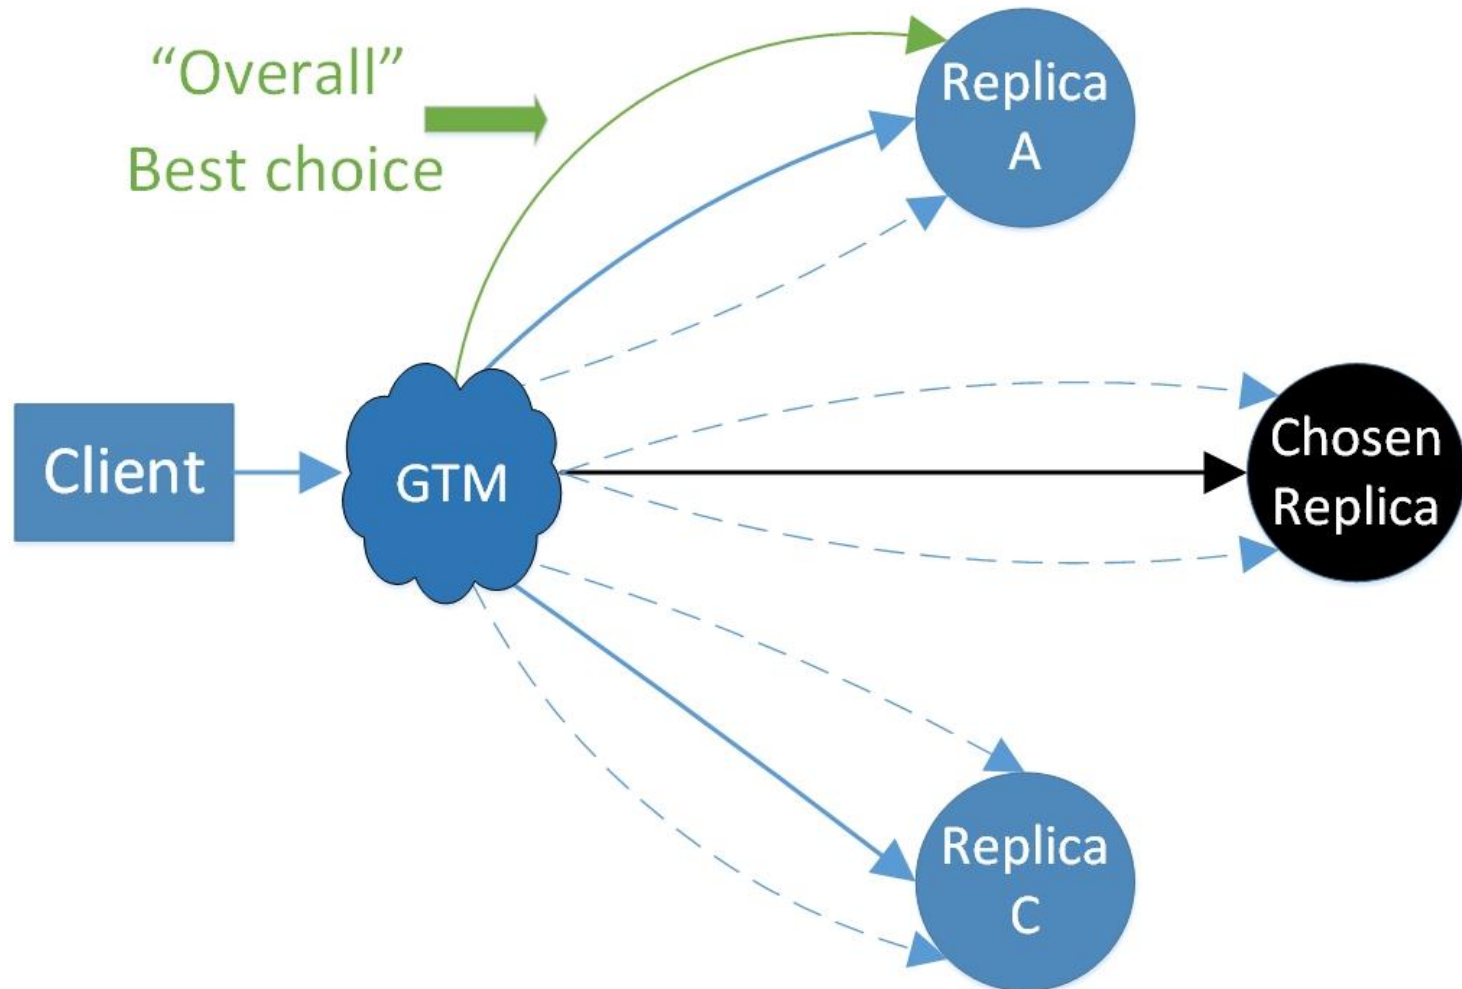 “Overall”
Best choice
Replica
A
Client
GTM
Chosen
Replica
Replica
C